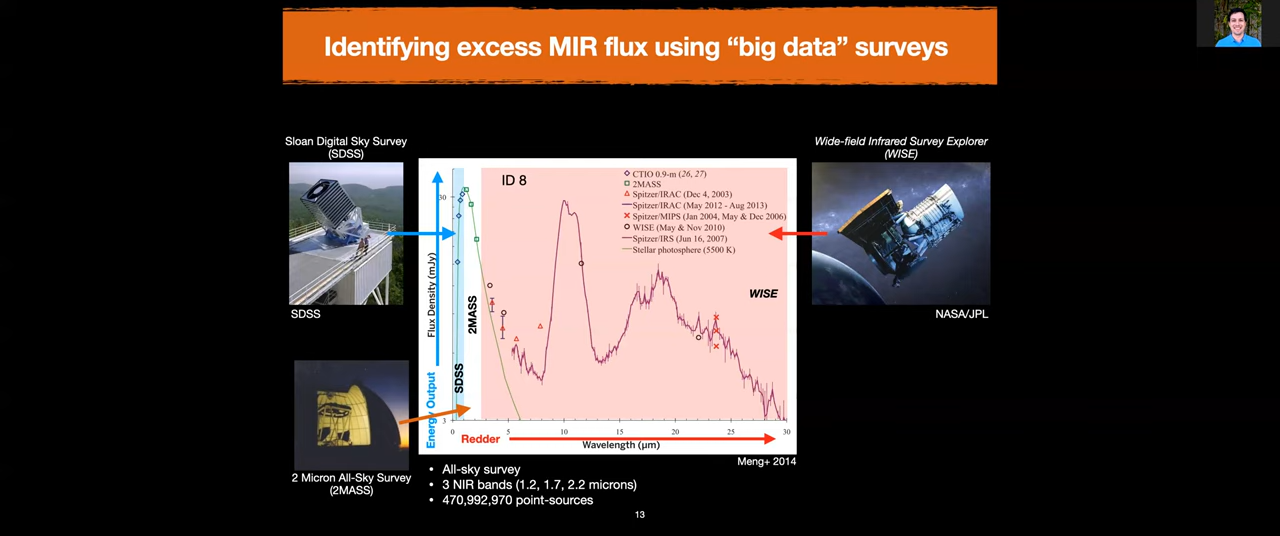 Identifying excess MIR flux using “big data” surveys
Sloan Digital Sky Survey
(SDSS)
SDSS
2 Micron All-Sky Survey
(2MASS)
Wide-field Infrared Survey Explorer
(WISE)
NASA/JPL
ID 8
CTIO 0.9-m (26, 27)
2MASS
Spitzer/IRAC (Dec 4, 2003)
Spitzer/IRAC (May 2012 - Aug 2013)
Spitzer/MIPS (Jan 2004, May & Dec 2006)
WISE (May & Nov 2010)
Spitzer/IRS (Jun 16, 2007)
Stellar photosphere (5500 K)
WISE
2MASS
SDSS
Flux Density (mJy)
Energy Output
30
3
0 5 10 15 20 25 30
Redder
Wavelength (μm)
Meng+ 2014
• All-sky survey
• 3 NIR bands (1.2, 1.7, 2.2 microns)
• 470,992,970 point-sources
13